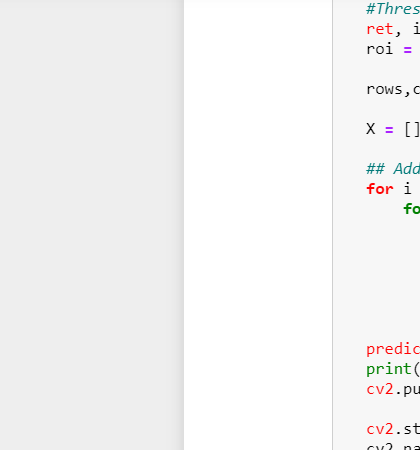 #Thres
ret, i
roi =
rows,c
X = []
## Add
for i
fo
predic
print(
cv2.pu
cv2.st
cv2.na